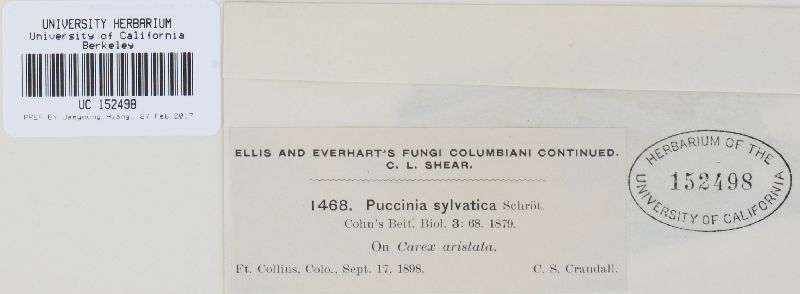 UNIVERSITY HERBARIUM
University of California
Berkeley
UC 152498
PREP BY Jaeyoung Hwang, 27 Feb 2017
ELLIS AND EVERHART'S FUNGI COLUMBIANI CONTINUED.
C. L. SHEAR.
1468. Puccinia sylvatica Schröt.
Cohn's Beit. Biol. 3: 68. 1879.
On Carex aristata.
Ft. Collins, Colo., Sept. 17, 1898. C. S. Crandall.
HERBARIUM OF THE
152498
UNIVERSITY OF CALIFORNIA